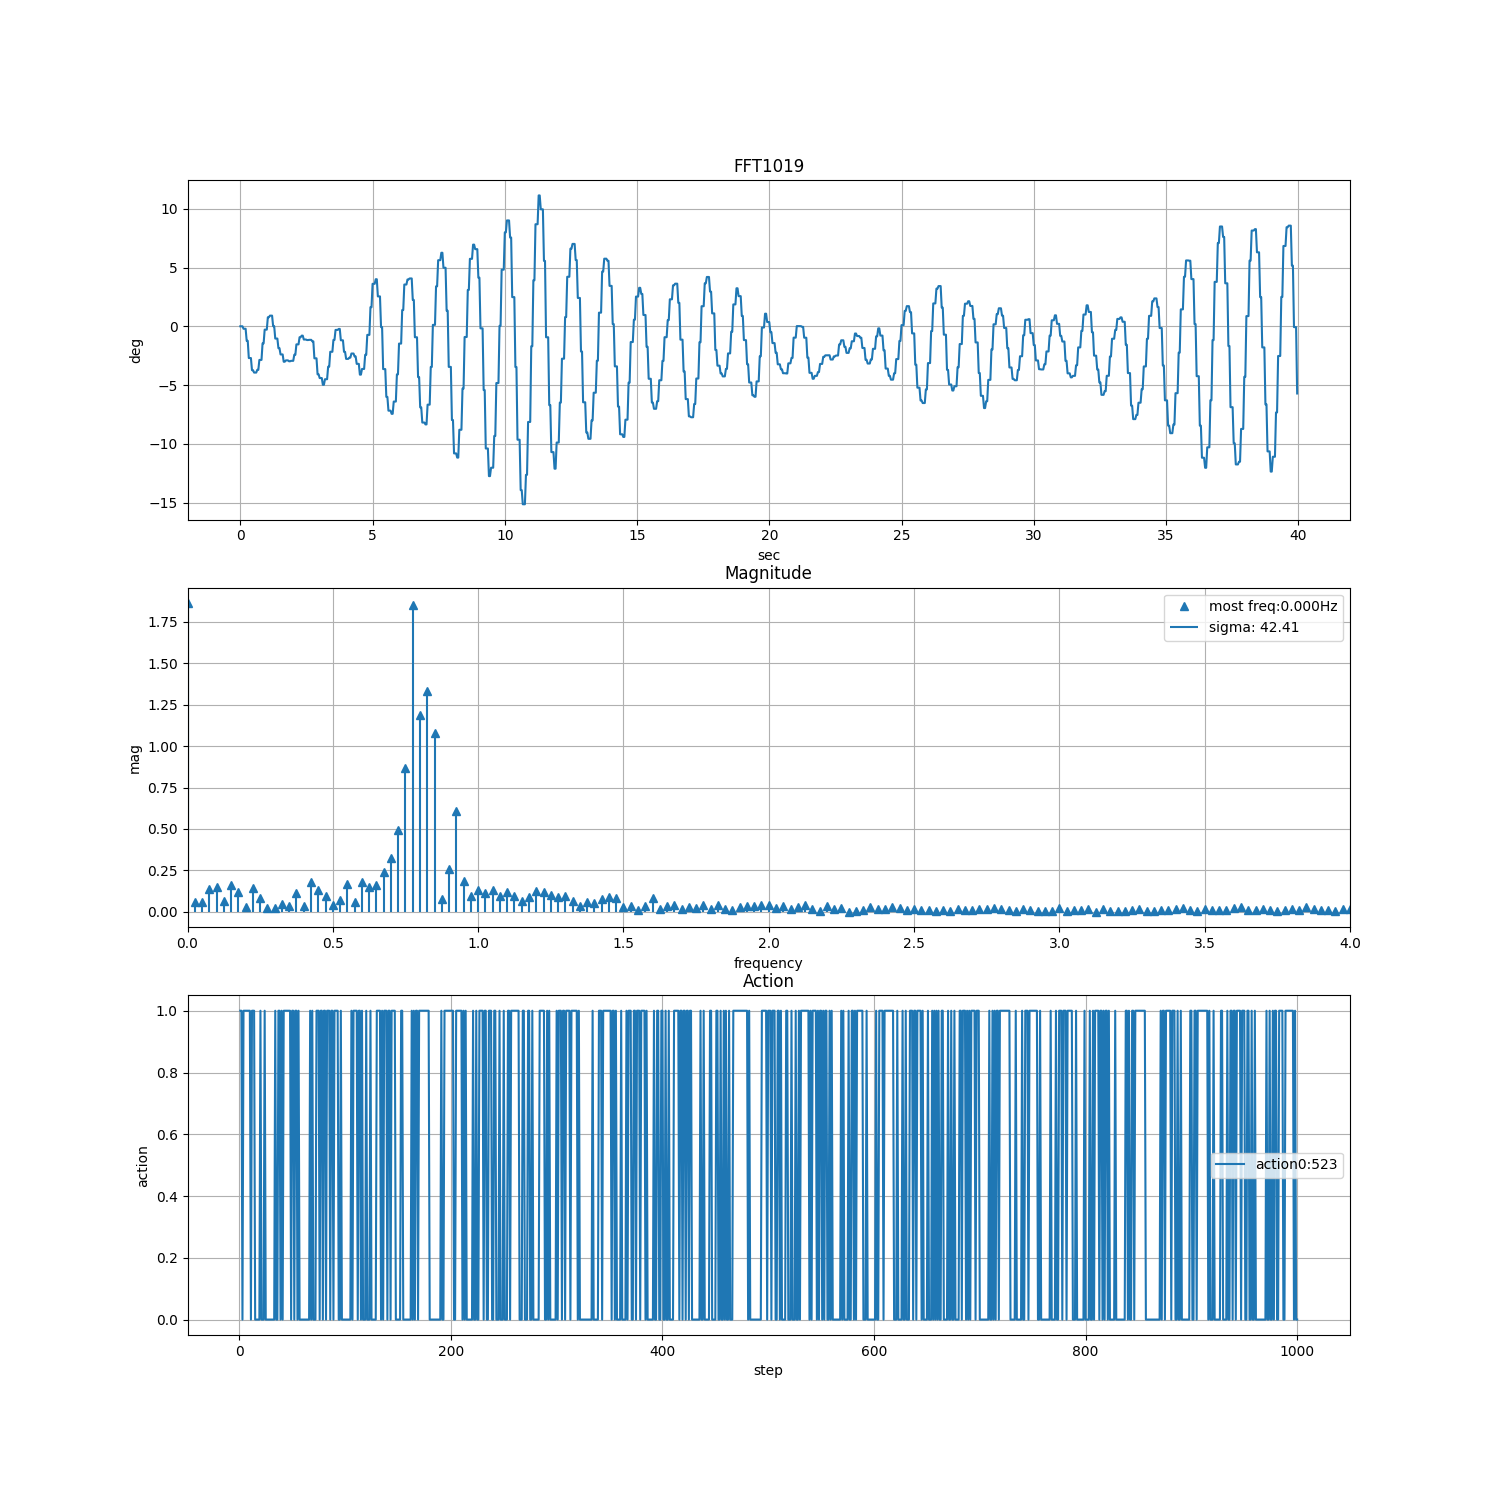 FFT1019
10
5
0
−5
−10
−15
deg
0 5 10 15 20 25 30 35 40
sec
Magnitude
1.75
1.50
1.25
1.00
0.75
0.50
0.25
0.00
mag
most freq:0.000Hz
sigma: 42.41
0.0 0.5 1.0 1.5 2.0 2.5 3.0 3.5 4.0
frequency
Action
1.0
0.8
0.6
0.4
0.2
0.0
action
action0:523
0 200 400 600 800 1000
step